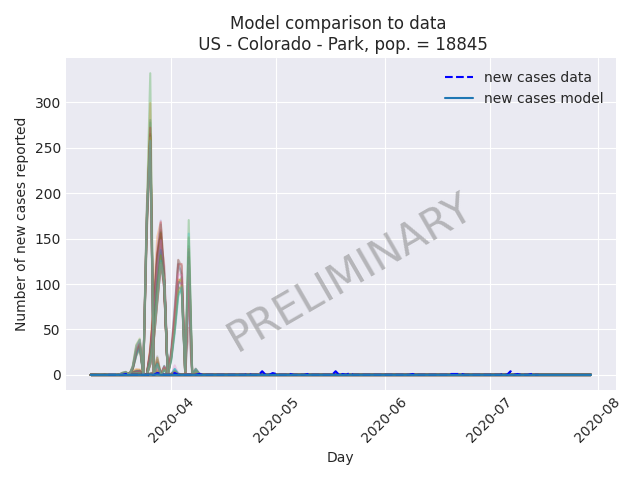 Model comparison to data
US - Colorado - Park, pop. = 18845
new cases data
new cases model
Number of new cases reported
300
250
200
150
100
50
0
PRELIMINARY
2020-04
2020-05
2020-06
2020-07
2020-08
Day